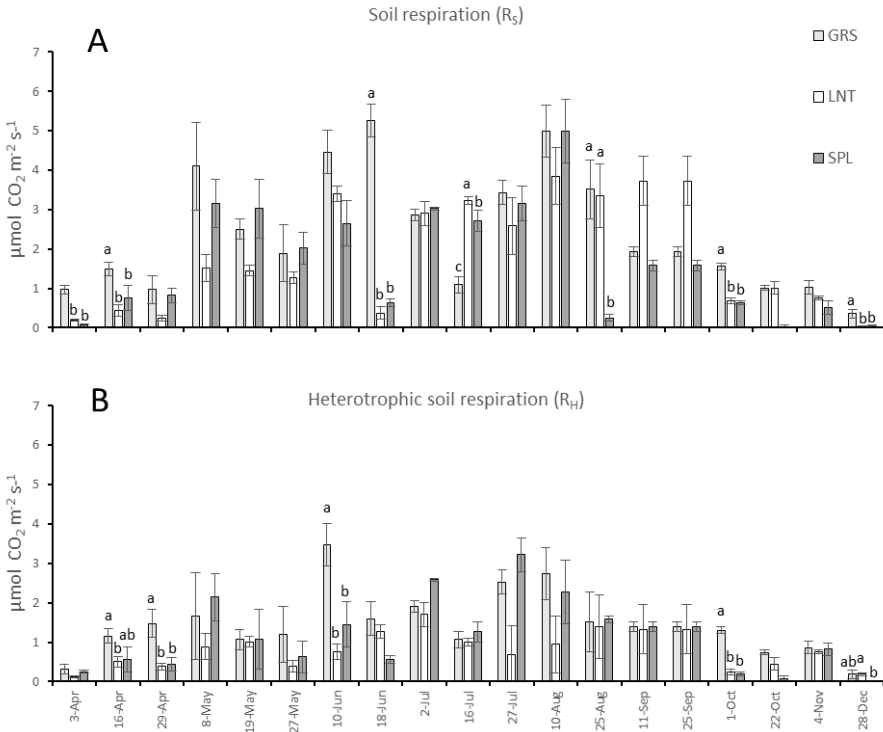 Soil respiration (RS)
A
GRS
LNT
SPL
µmol CO2 m-2 s-1
7
6
5
4
3
2
1
0
b b
a b b
a b b
c a b
a a b
a b b
a b b
B
Heterotrophic soil respiration (RH)
µmol CO2 m-2 s-1
7
6
5
4
3
2
1
0
a b ab
a b b
a b b
a b b
ab a b
3-Apr
16-Apr
29-Apr
8-May
19-May
27-May
10-Jun
18-Jun
2-Jul
16-Jul
27-Jul
10-Aug
25-Aug
11-Sep
25-Sep
1-Oct
22-Oct
4-Nov
28-Dec